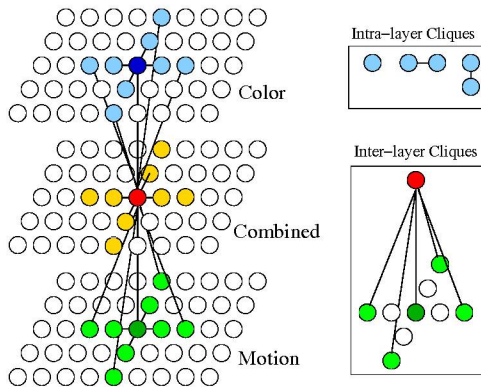 Intra-layer Cliques
Color
Inter-layer Cliques
Combined
Motion